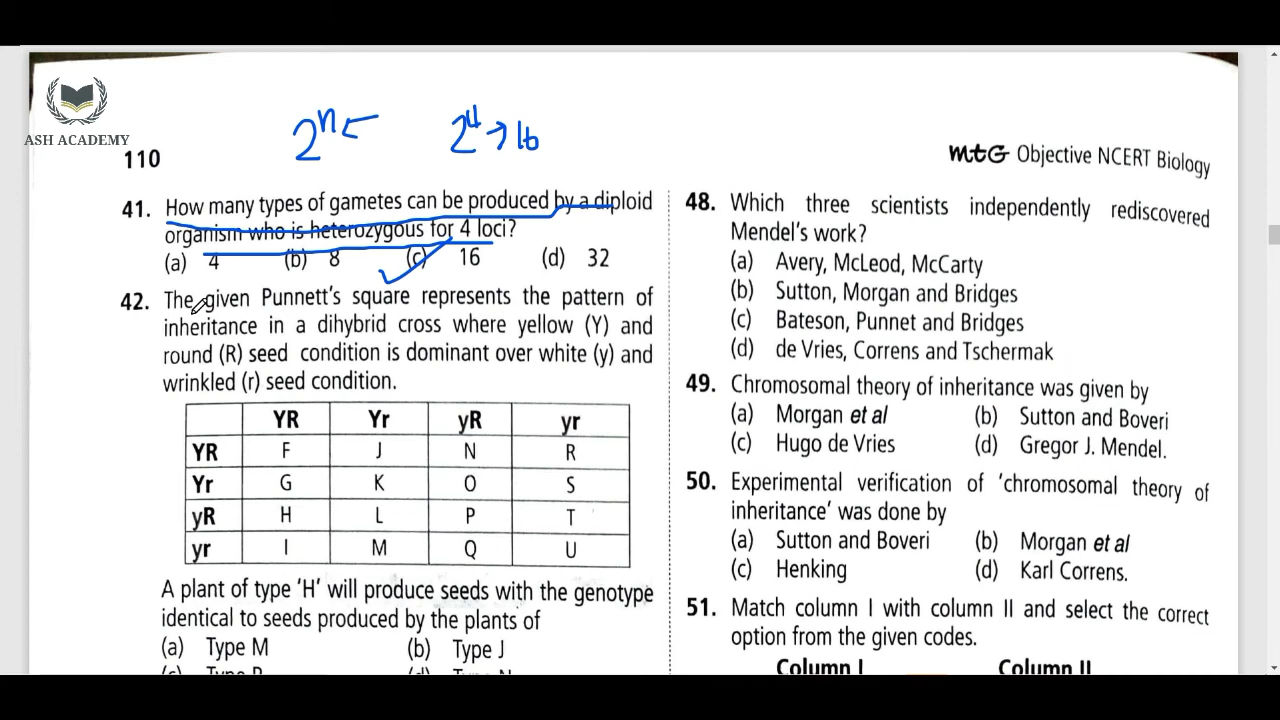 ASH ACADEMY
2ⁿ ←
2⁴ → 16
110
mtG Objective NCERT Biology
41. How many types of gametes can be produced by a diploid
organism who is heterozygous for 4 loci?
(a) 4 (b) 8 (c) 16 (d) 32
42. The given Punnett's square represents the pattern of
inheritance in a dihybrid cross where yellow (Y) and
round (R) seed condition is dominant over white (y) and
wrinkled (r) seed condition.
YR Yr yR yr
YR F J N R
Yr G K O S
yR H L P T
yr I M Q U
A plant of type 'H' will produce seeds with the genotype
identical to seeds produced by the plants of
(a) Type M (b) Type J
48. Which three scientists independently rediscovered
Mendel's work?
(a) Avery, McLeod, McCarty
(b) Sutton, Morgan and Bridges
(c) Bateson, Punnet and Bridges
(d) de Vries, Correns and Tschermak
49. Chromosomal theory of inheritance was given by
(a) Morgan et al (b) Sutton and Boveri
(c) Hugo de Vries (d) Gregor J. Mendel.
50. Experimental verification of 'chromosomal theory of
inheritance' was done by
(a) Sutton and Boveri (b) Morgan et al
(c) Henking (d) Karl Correns.
51. Match column I with column II and select the correct
option from the given codes.
Column I Column II